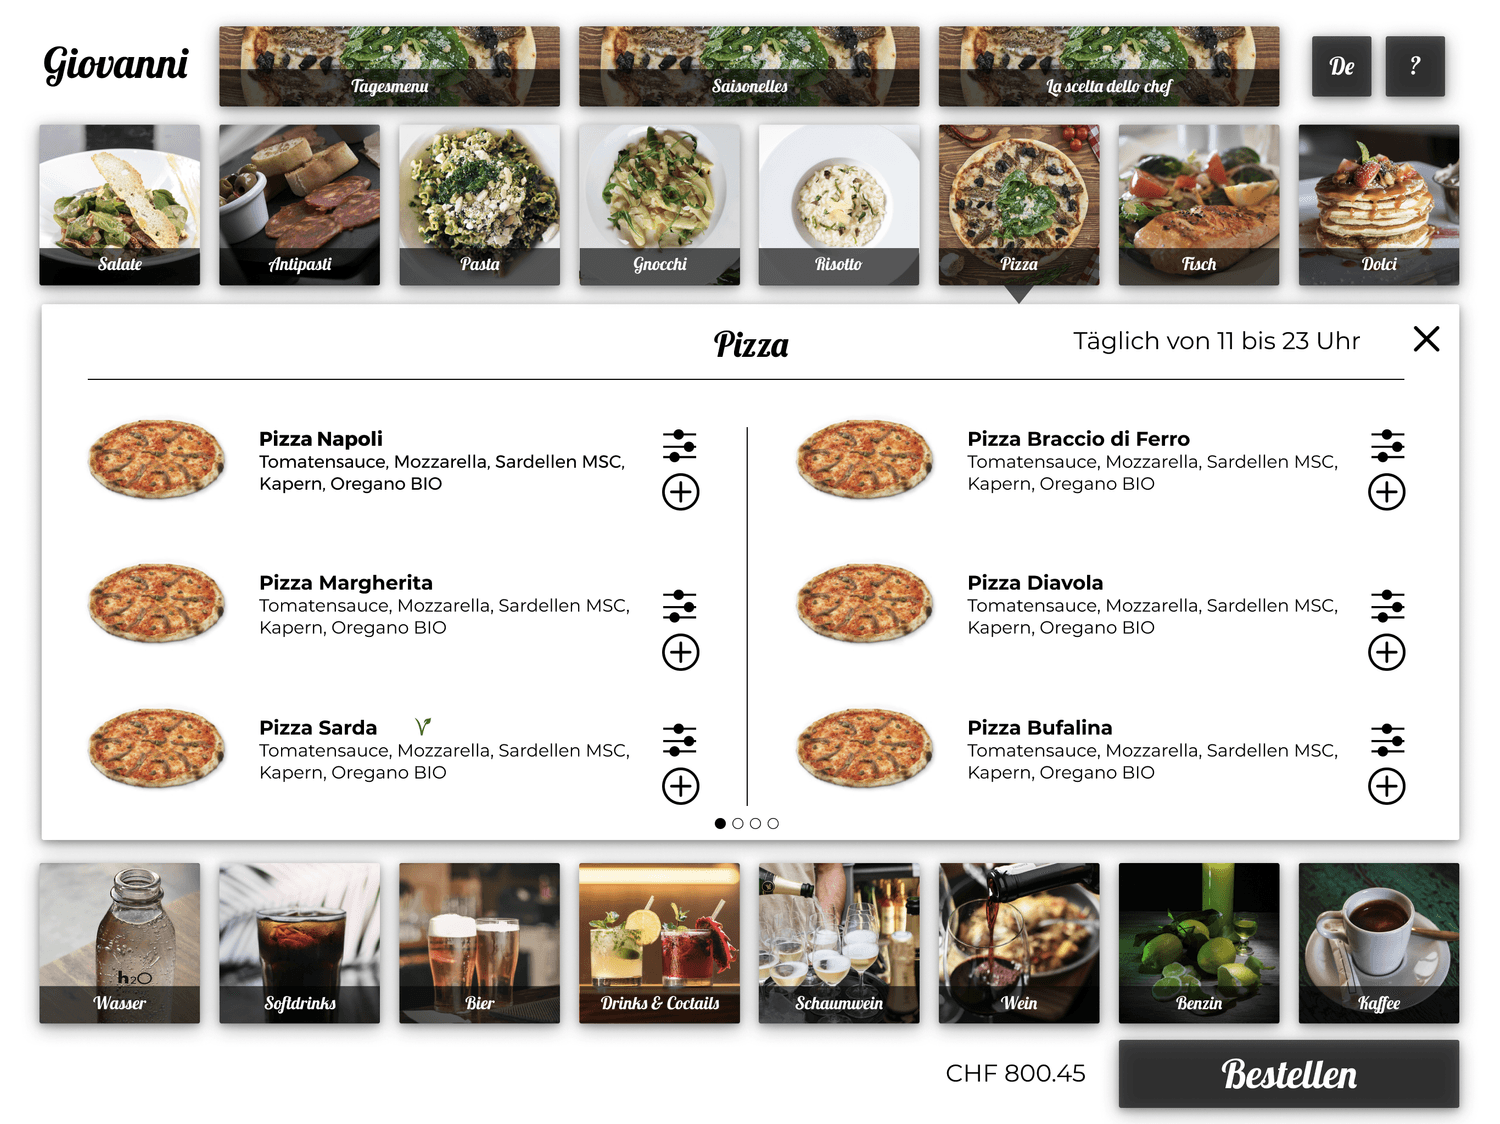 Giovanni
Tagesmenu
Saisonelles
La scelta dello chef
De
?
Salate
Antipasti
Pasta
Gnocchi
Risotto
Pizza
Fisch
Dolci
Pizza
Täglich von 11 bis 23 Uhr
Pizza Napoli
Tomatensauce, Mozzarella, Sardellen MSC,
Kapern, Oregano BIO
Pizza Margherita
Tomatensauce, Mozzarella, Sardellen MSC,
Kapern, Oregano BIO
Pizza Sarda
Tomatensauce, Mozzarella, Sardellen MSC,
Kapern, Oregano BIO
Pizza Braccio di Ferro
Tomatensauce, Mozzarella, Sardellen MSC,
Kapern, Oregano BIO
Pizza Diavola
Tomatensauce, Mozzarella, Sardellen MSC,
Kapern, Oregano BIO
Pizza Bufalina
Tomatensauce, Mozzarella, Sardellen MSC,
Kapern, Oregano BIO
h2O
Wasser
Softdrinks
Bier
Drinks & Coctails
Schaumwein
Wein
Benzin
Kaffee
CHF 800.45
Bestellen